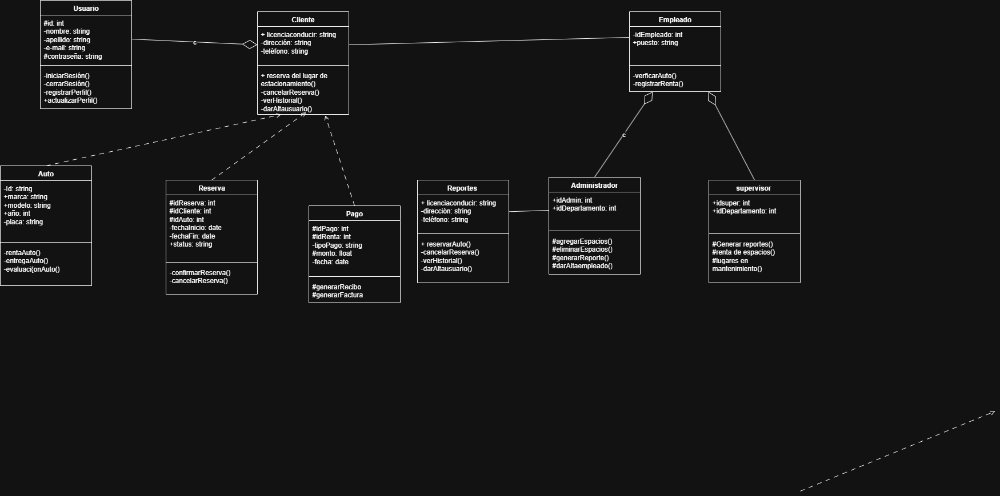 Usuario
#id: int
-nombre: string
-apellido: string
-e-mail: string
#contraseña: string
-iniciarSesión()
-cerrarSesión()
-registrarPerfil()
+actualizarPerfil()
c
Cliente
+ licenciaconducir: string
-dirección: string
-teléfono: string
+ reserva del lugar de
estacionamiento()
-cancelarReserva()
-verHistorial()
-darAltausuario()
Empleado
-idEmpleado: int
+puesto: string
-verficarAuto()
-registrarRenta()
c
Auto
-Id: string
+marca: string
+modelo: string
+año: int
-placa: string
-rentaAuto()
-entregaAuto()
-evaluaci{onAuto()
Reserva
#idReserva: int
#idCliente: int
#idAuto: int
-fechaInicio: date
-fechaFin: date
+status: string
-confirmarReserva()
-cancelarReserva()
Pago
#idPago: int
#idRenta: int
-tipoPago: string
#monto: float
-fecha: date
#generarRecibo
#generarFactura
Reportes
+ licenciaconducir: string
-dirección: string
-teléfono: string
+ reservarAuto()
-cancelarReserva()
-verHistorial()
-darAltausuario()
Administrador
+idAdmin: int
+idDepartamento: int
#agregarEspacios()
#eliminarEspacios()
#generarReporte()
#darAltaempleado()
supervisor
+idsuper: int
+idDepartamento: int
#Generar reportes()
#renta de espacios()
#lugares en
mantenimiento()